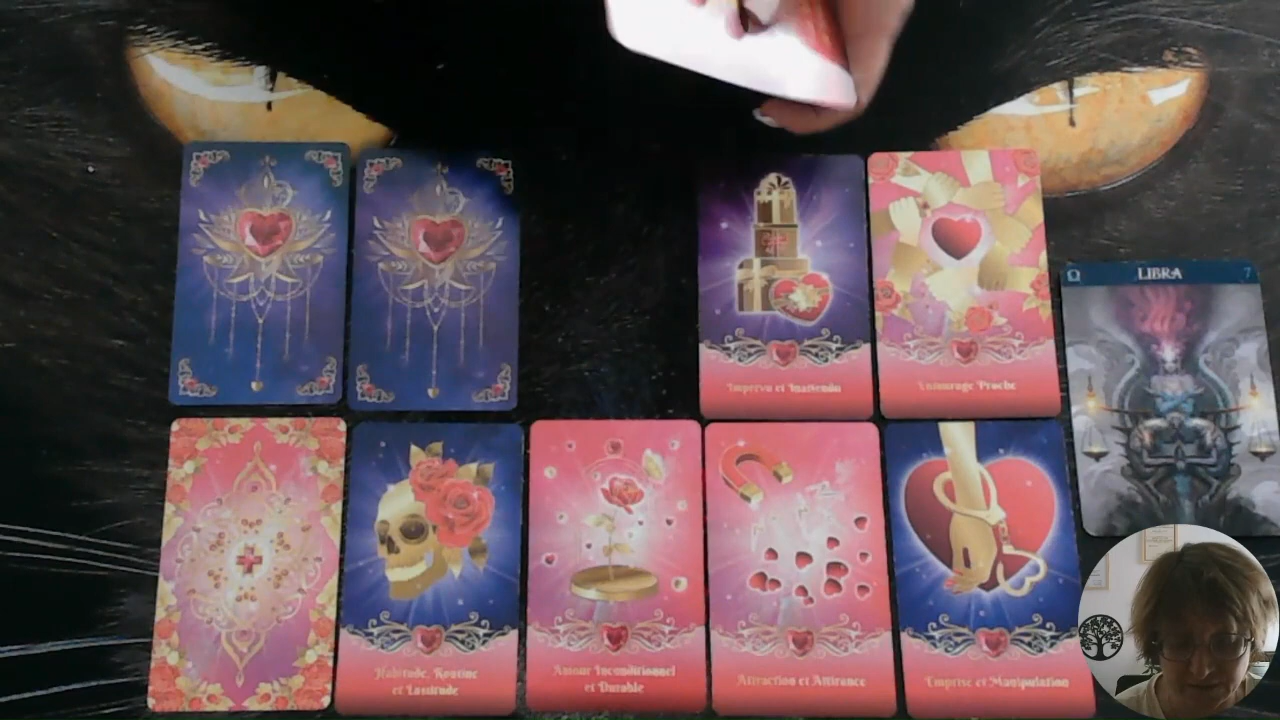 Imprévu et Inattendu
Entourage Proche
LIBRA
7
Habitude, Routine
et Lassitude
Amour Inconditionnel
et Durable
Attraction et Attirance
Emprise et Manipulation